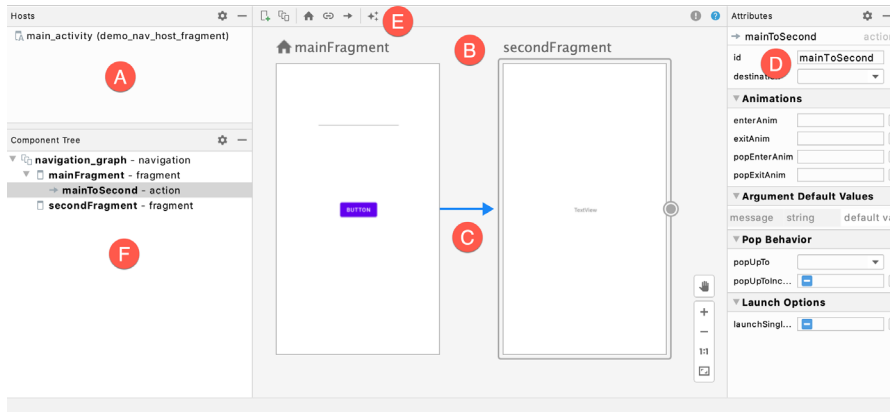 Hosts
main_activity (demo_nav_host_fragment)
A
Component Tree
navigation_graph - navigation
mainFragment - fragment
mainToSecond - action
secondFragment - fragment
F
E
B
mainFragment
secondFragment
BUTTON
TextView
C
1:1
Attributes
mainToSecond action
id mainToSecond
D
destination
Animations
enterAnim
exitAnim
popEnterAnim
popExitAnim
Argument Default Values
message string default va
Pop Behavior
popUpTo
popUpToInc...
Launch Options
launchSingl...